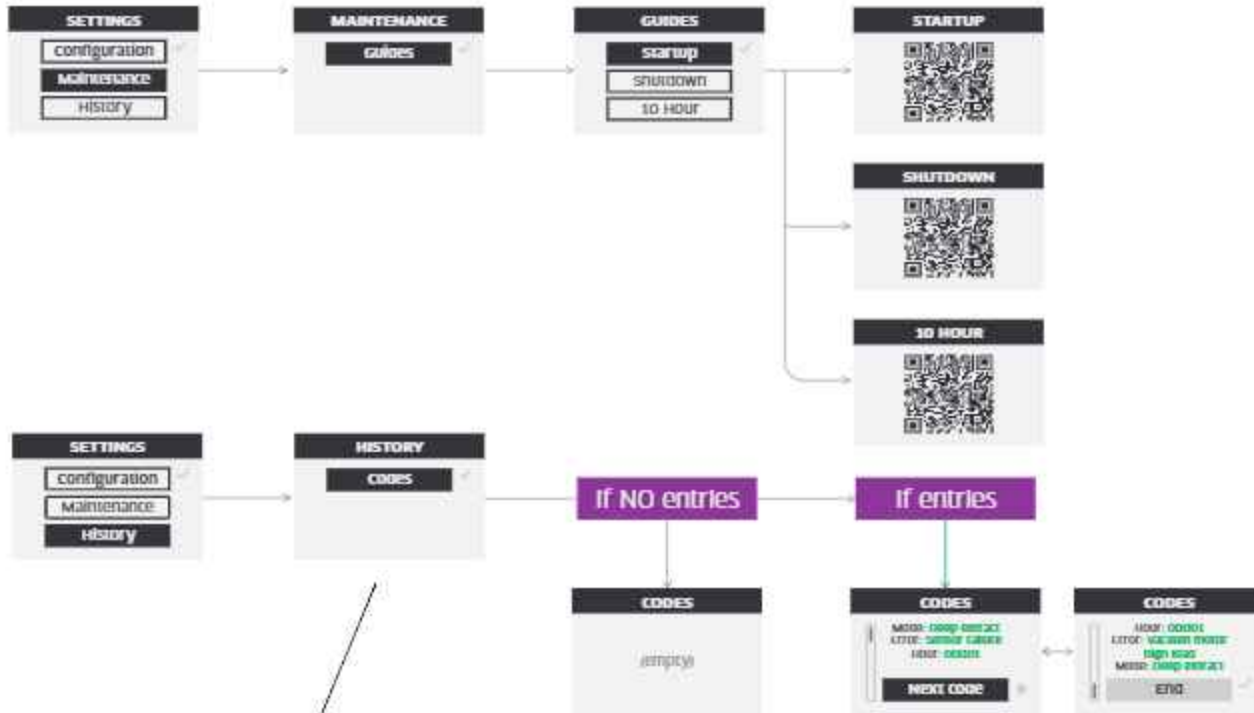 SETTINGS
Configuration
Maintenance
History
MAINTENANCE
Guides
GUIDES
Startup
Shutdown
10 Hour
STARTUP
SHUTDOWN
10 HOUR
SETTINGS
Configuration
Maintenance
History
HISTORY
Codes
If NO entries
If entries
CODES
(empty)
CODES
Mode: Deep extract
Error: Sensor failure
Hour:
Next code
CODES
Hour:
Error: Vacuum motor
high load
Mode: Deep extract
End